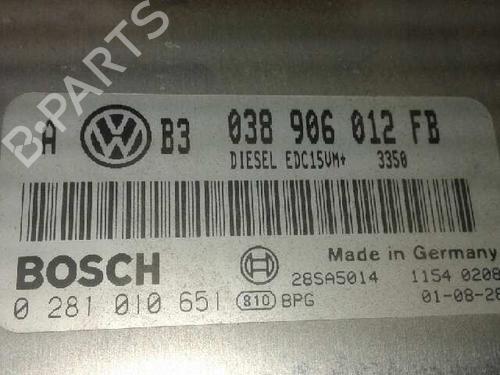 A VW B3 038 906 012 FB
DIESEL EDC15VM+ 3350
B-PARTS
BOSCH
Made in Germany
28SA5014 1154 0208
0 281 010 651 810 BPG 01-08-28